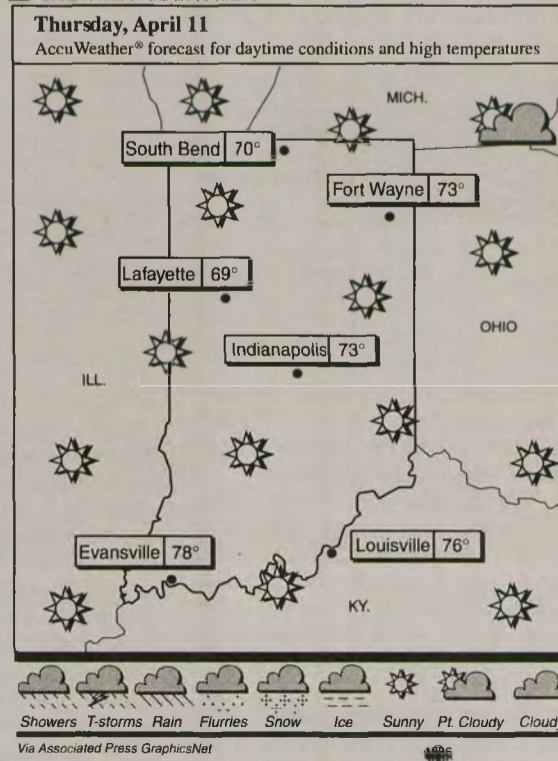 Thursday, April 11
AccuWeather® forecast for daytime conditions and high temperatures
MICH.
South Bend 70°
Fort Wayne 73°
Lafayette 69°
OHIO
Indianapolis 73°
ILL.
Evansville 78°
Louisville 76°
KY.
Showers T-storms Rain Flurries Snow Ice Sunny Pt. Cloudy Cloud
Via Associated Press GraphicsNet